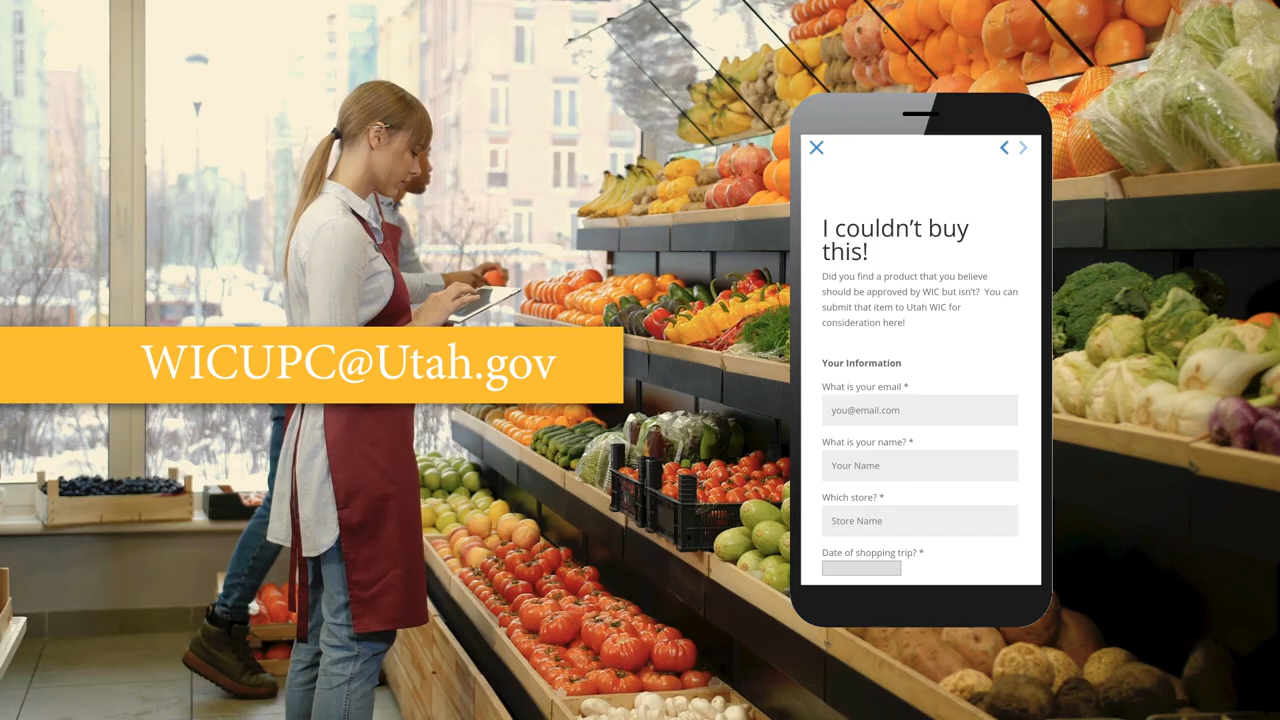 WICUPC@Utah.gov
I couldn't buy
this!
Did you find a product that you believe
should be approved by WIC but isn't?  You can
submit that item to Utah WIC for
consideration here!
Your Information
What is your email *
you@email.com
What is your name? *
Your Name
Which store? *
Store Name
Date of shopping trip? *